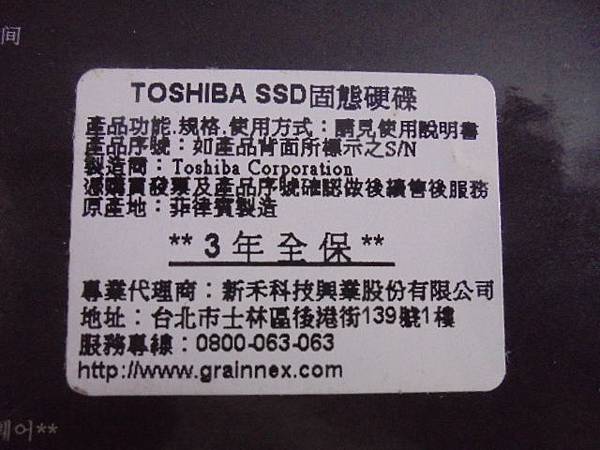 间
TOSHIBA SSD固態硬碟
產品功能.規格.使用方式：請見使用說明書
產品序號：如產品背面所標示之S/N
製造商：Toshiba Corporation
憑購買發票及產品序號確認做後續售後服務
原產地：菲律賓製造
** 3 年 全 保 **
專業代理商：新禾科技興業股份有限公司
地址：台北市士林區後港街139號1樓
服務專線：0800-063-063
http://www.grainnex.com
웨어**